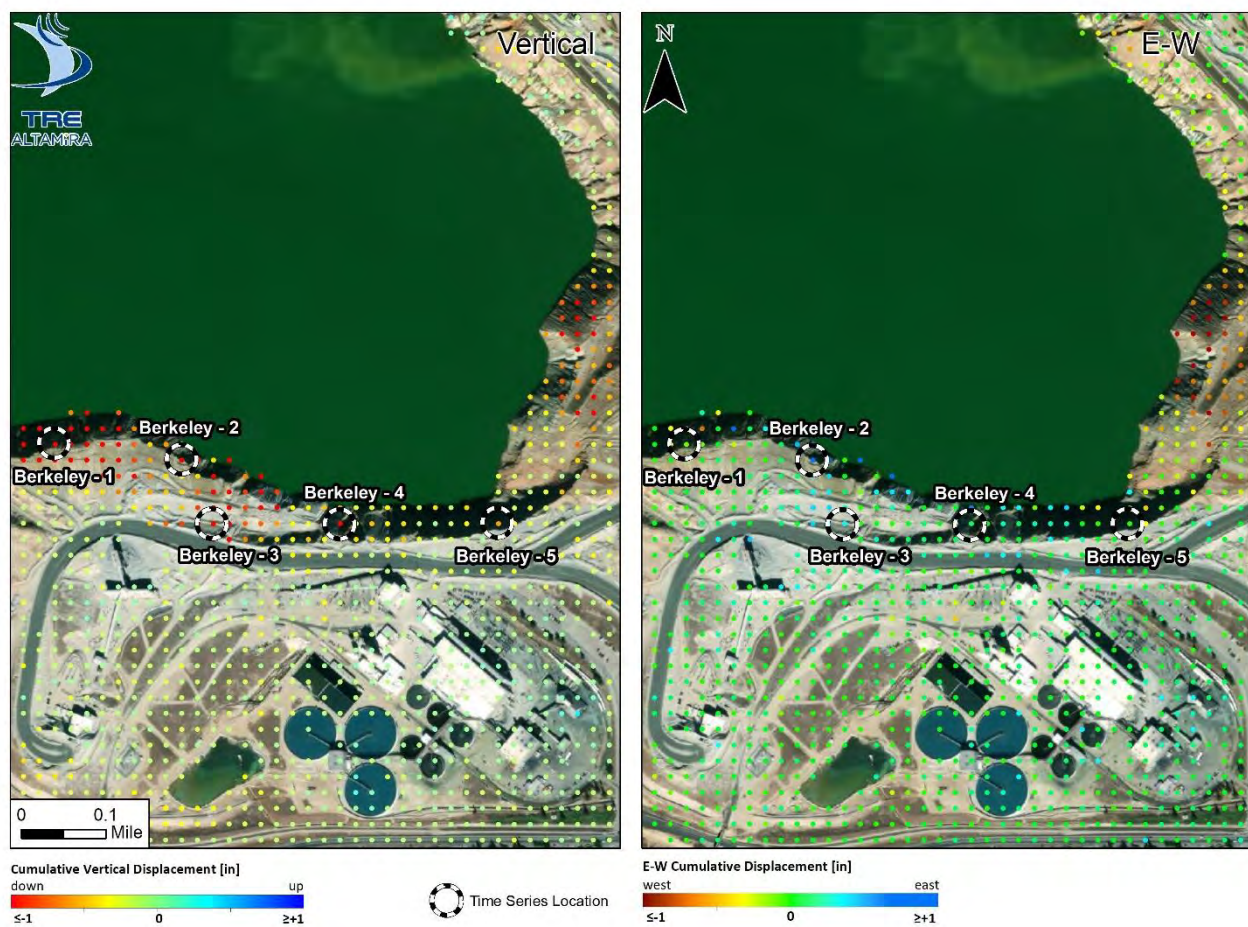 Vertical
TRE
ALTAMIRA
Berkeley - 2
Berkeley - 1
Berkeley - 4
Berkeley - 3
Berkeley - 5
0 0.1
Mile
E-W
N
Berkeley - 2
Berkeley - 1
Berkeley - 4
Berkeley - 3
Berkeley - 5
Cumulative Vertical Displacement [in]
down up
≤-1 0 ≥+1
Time Series Location
E-W Cumulative Displacement [in]
west east
≤-1 0 ≥+1